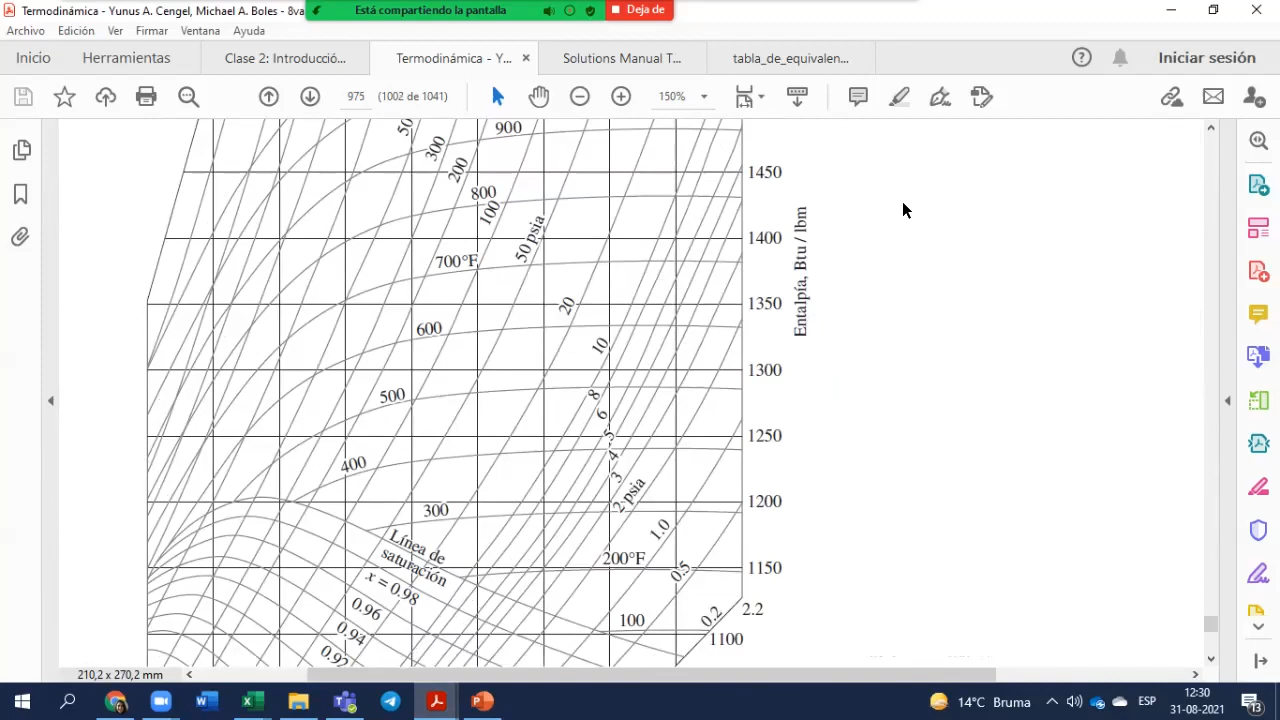 Termodinámica - Yunus A. Cengel, Michael A. Boles - 8va
Está compartiendo la pantalla
Deja de
Archivo Edición Ver Firmar Ventana Ayuda
Inicio Herramientas Clase 2: Introducció... Termodinámica - Y... × Solutions Manual T... tabla_de_equivalen... Iniciar sesión
975 (1002 de 1041) 150%
50 900
300
200 1450
800
100
50 psia 1400
700°F
20 1350
Entalpía, Btu / lbm
600
10 1300
8
500
6
5 1250
4
400
3
2 psia 1200
300
1.0
Línea de
saturación
200°F 0.5 1150
x = 0.98
0.96
0.2 2.2
100
0.94
1100
0.92
210,2 x 270,2 mm
14°C Bruma ESP 12:30
31-08-2021 13